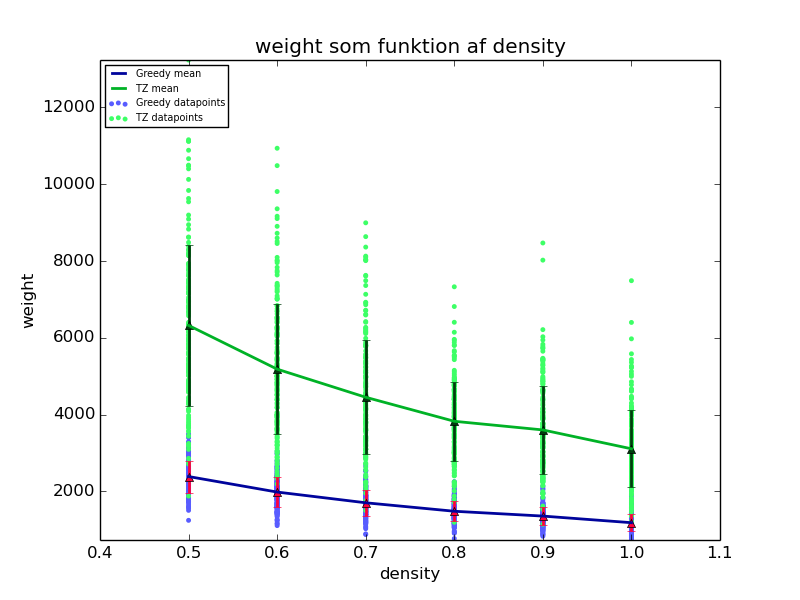 weight som funktion af density
Greedy mean
TZ mean
Greedy datapoints
TZ datapoints
12000
10000
8000
6000
4000
2000
weight
0.4 0.5 0.6 0.7 0.8 0.9 1.0 1.1
density